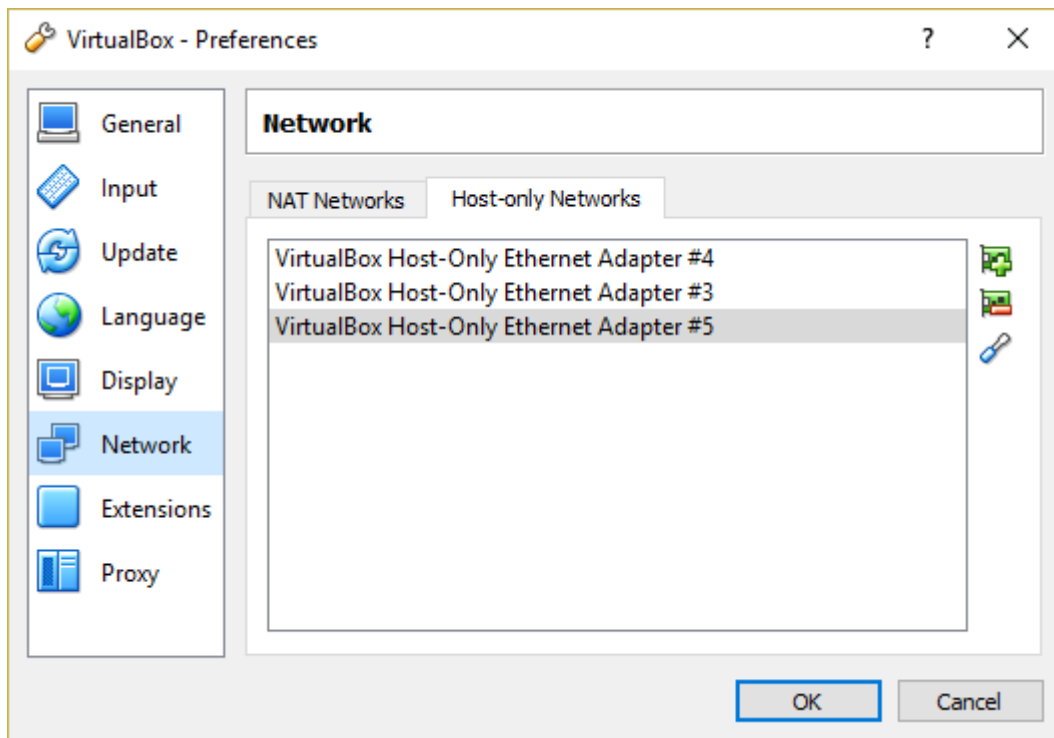 VirtualBox - Preferences
?
General
Input
Update
Language
Display
Network
Extensions
Proxy
Network
NAT Networks
Host-only Networks
VirtualBox Host-Only Ethernet Adapter #4
VirtualBox Host-Only Ethernet Adapter #3
VirtualBox Host-Only Ethernet Adapter #5
OK
Cancel